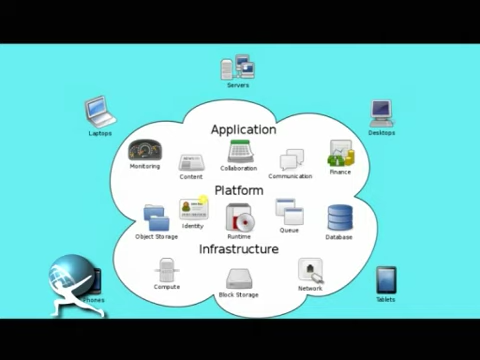 Servers
Laptops
Desktops
Application
Monitoring
Content
Collaboration
Communication
Finance
Platform
Object Storage
Identity
Runtime
Queue
Database
Infrastructure
Compute
Block Storage
Network
Phones
Tablets